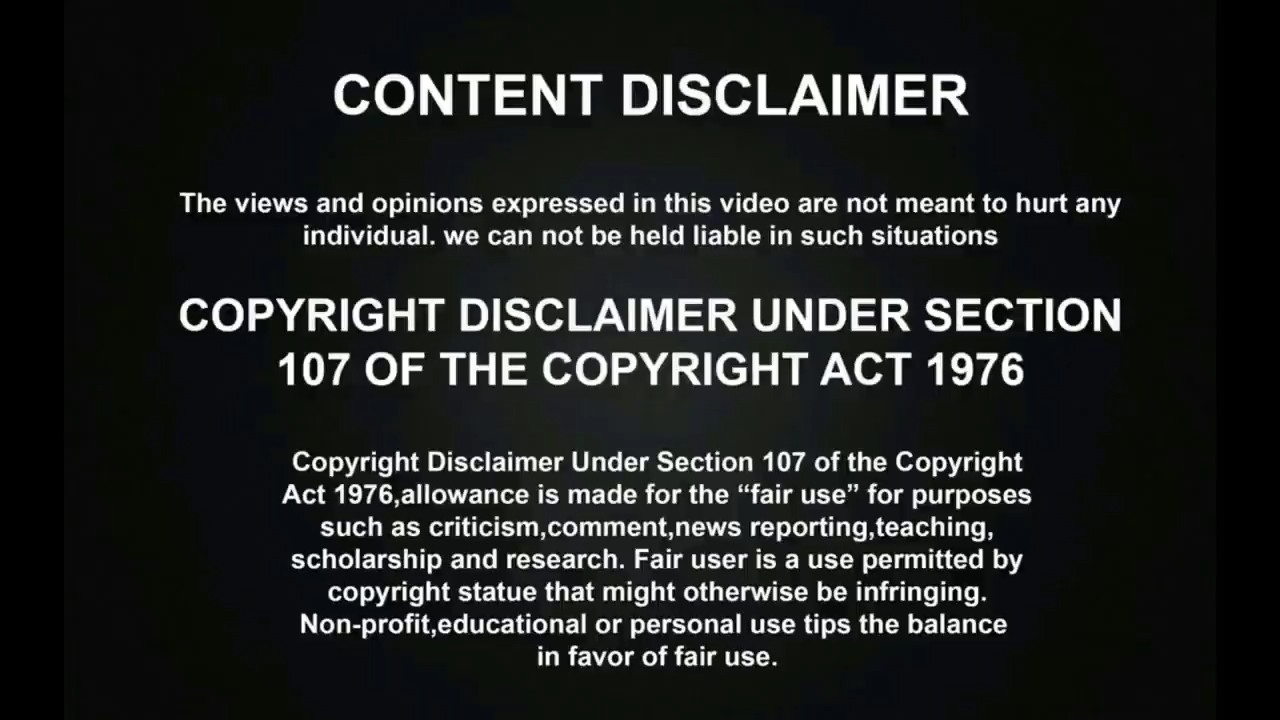 CONTENT DISCLAIMER
The views and opinions expressed in this video are not meant to hurt any
individual. we can not be held liable in such situations
COPYRIGHT DISCLAIMER UNDER SECTION
107 OF THE COPYRIGHT ACT 1976
Copyright Disclaimer Under Section 107 of the Copyright
Act 1976,allowance is made for the “fair use” for purposes
such as criticism,comment,news reporting,teaching,
scholarship and research. Fair user is a use permitted by
copyright statue that might otherwise be infringing.
Non-profit,educational or personal use tips the balance
in favor of fair use.